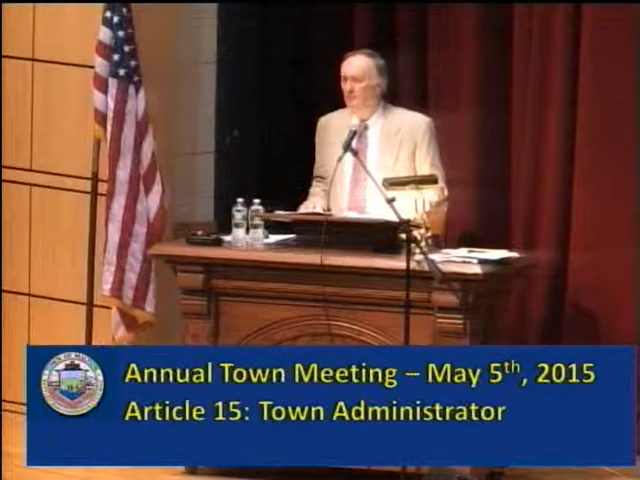 Annual Town Meeting – May 5th, 2015
Article 15: Town Administrator